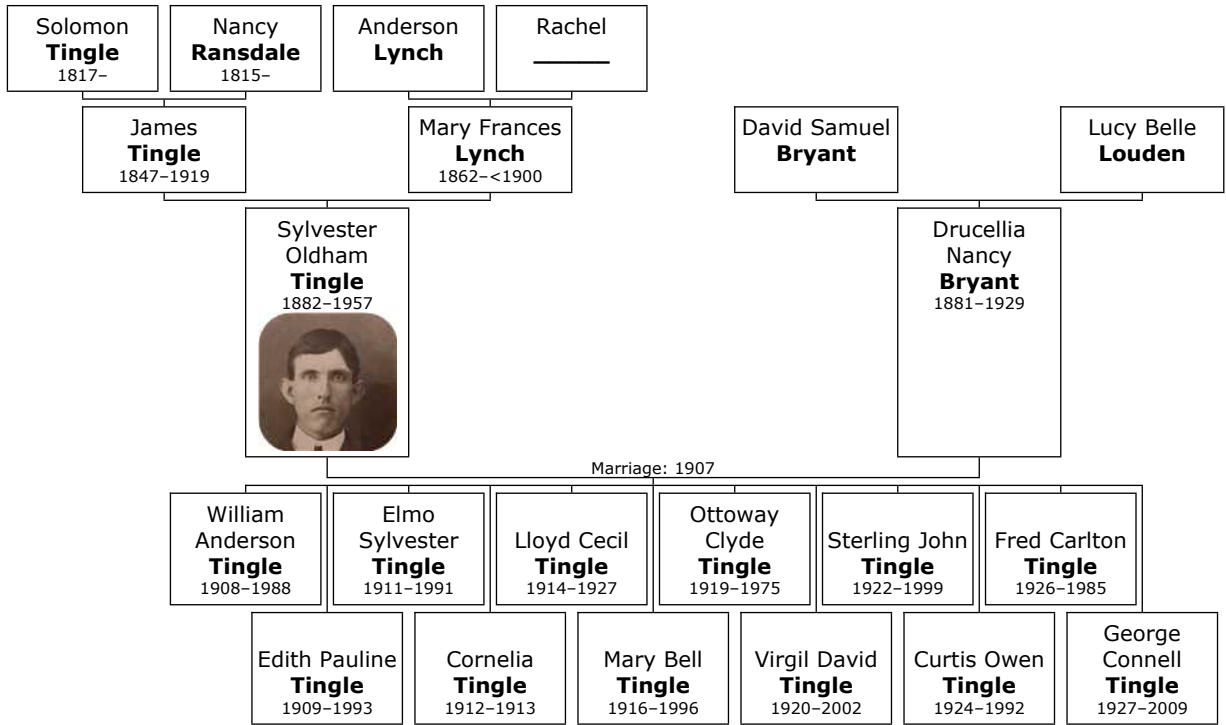 Solomon
Tingle
1817–
Nancy
Ransdale
1815–
Anderson
Lynch
Rachel
_____
James
Tingle
1847–1919
Mary Frances
Lynch
1862–<1900
David Samuel
Bryant
Lucy Belle
Louden
Sylvester
Oldham
Tingle
1882–1957
Drucellia
Nancy
Bryant
1881–1929
Marriage: 1907
William
Anderson
Tingle
1908–1988
Elmo
Sylvester
Tingle
1911–1991
Lloyd Cecil
Tingle
1914–1927
Ottoway
Clyde
Tingle
1919–1975
Sterling John
Tingle
1922–1999
Fred Carlton
Tingle
1926–1985
Edith Pauline
Tingle
1909–1993
Cornelia
Tingle
1912–1913
Mary Bell
Tingle
1916–1996
Virgil David
Tingle
1920–2002
Curtis Owen
Tingle
1924–1992
George
Connell
Tingle
1927–2009